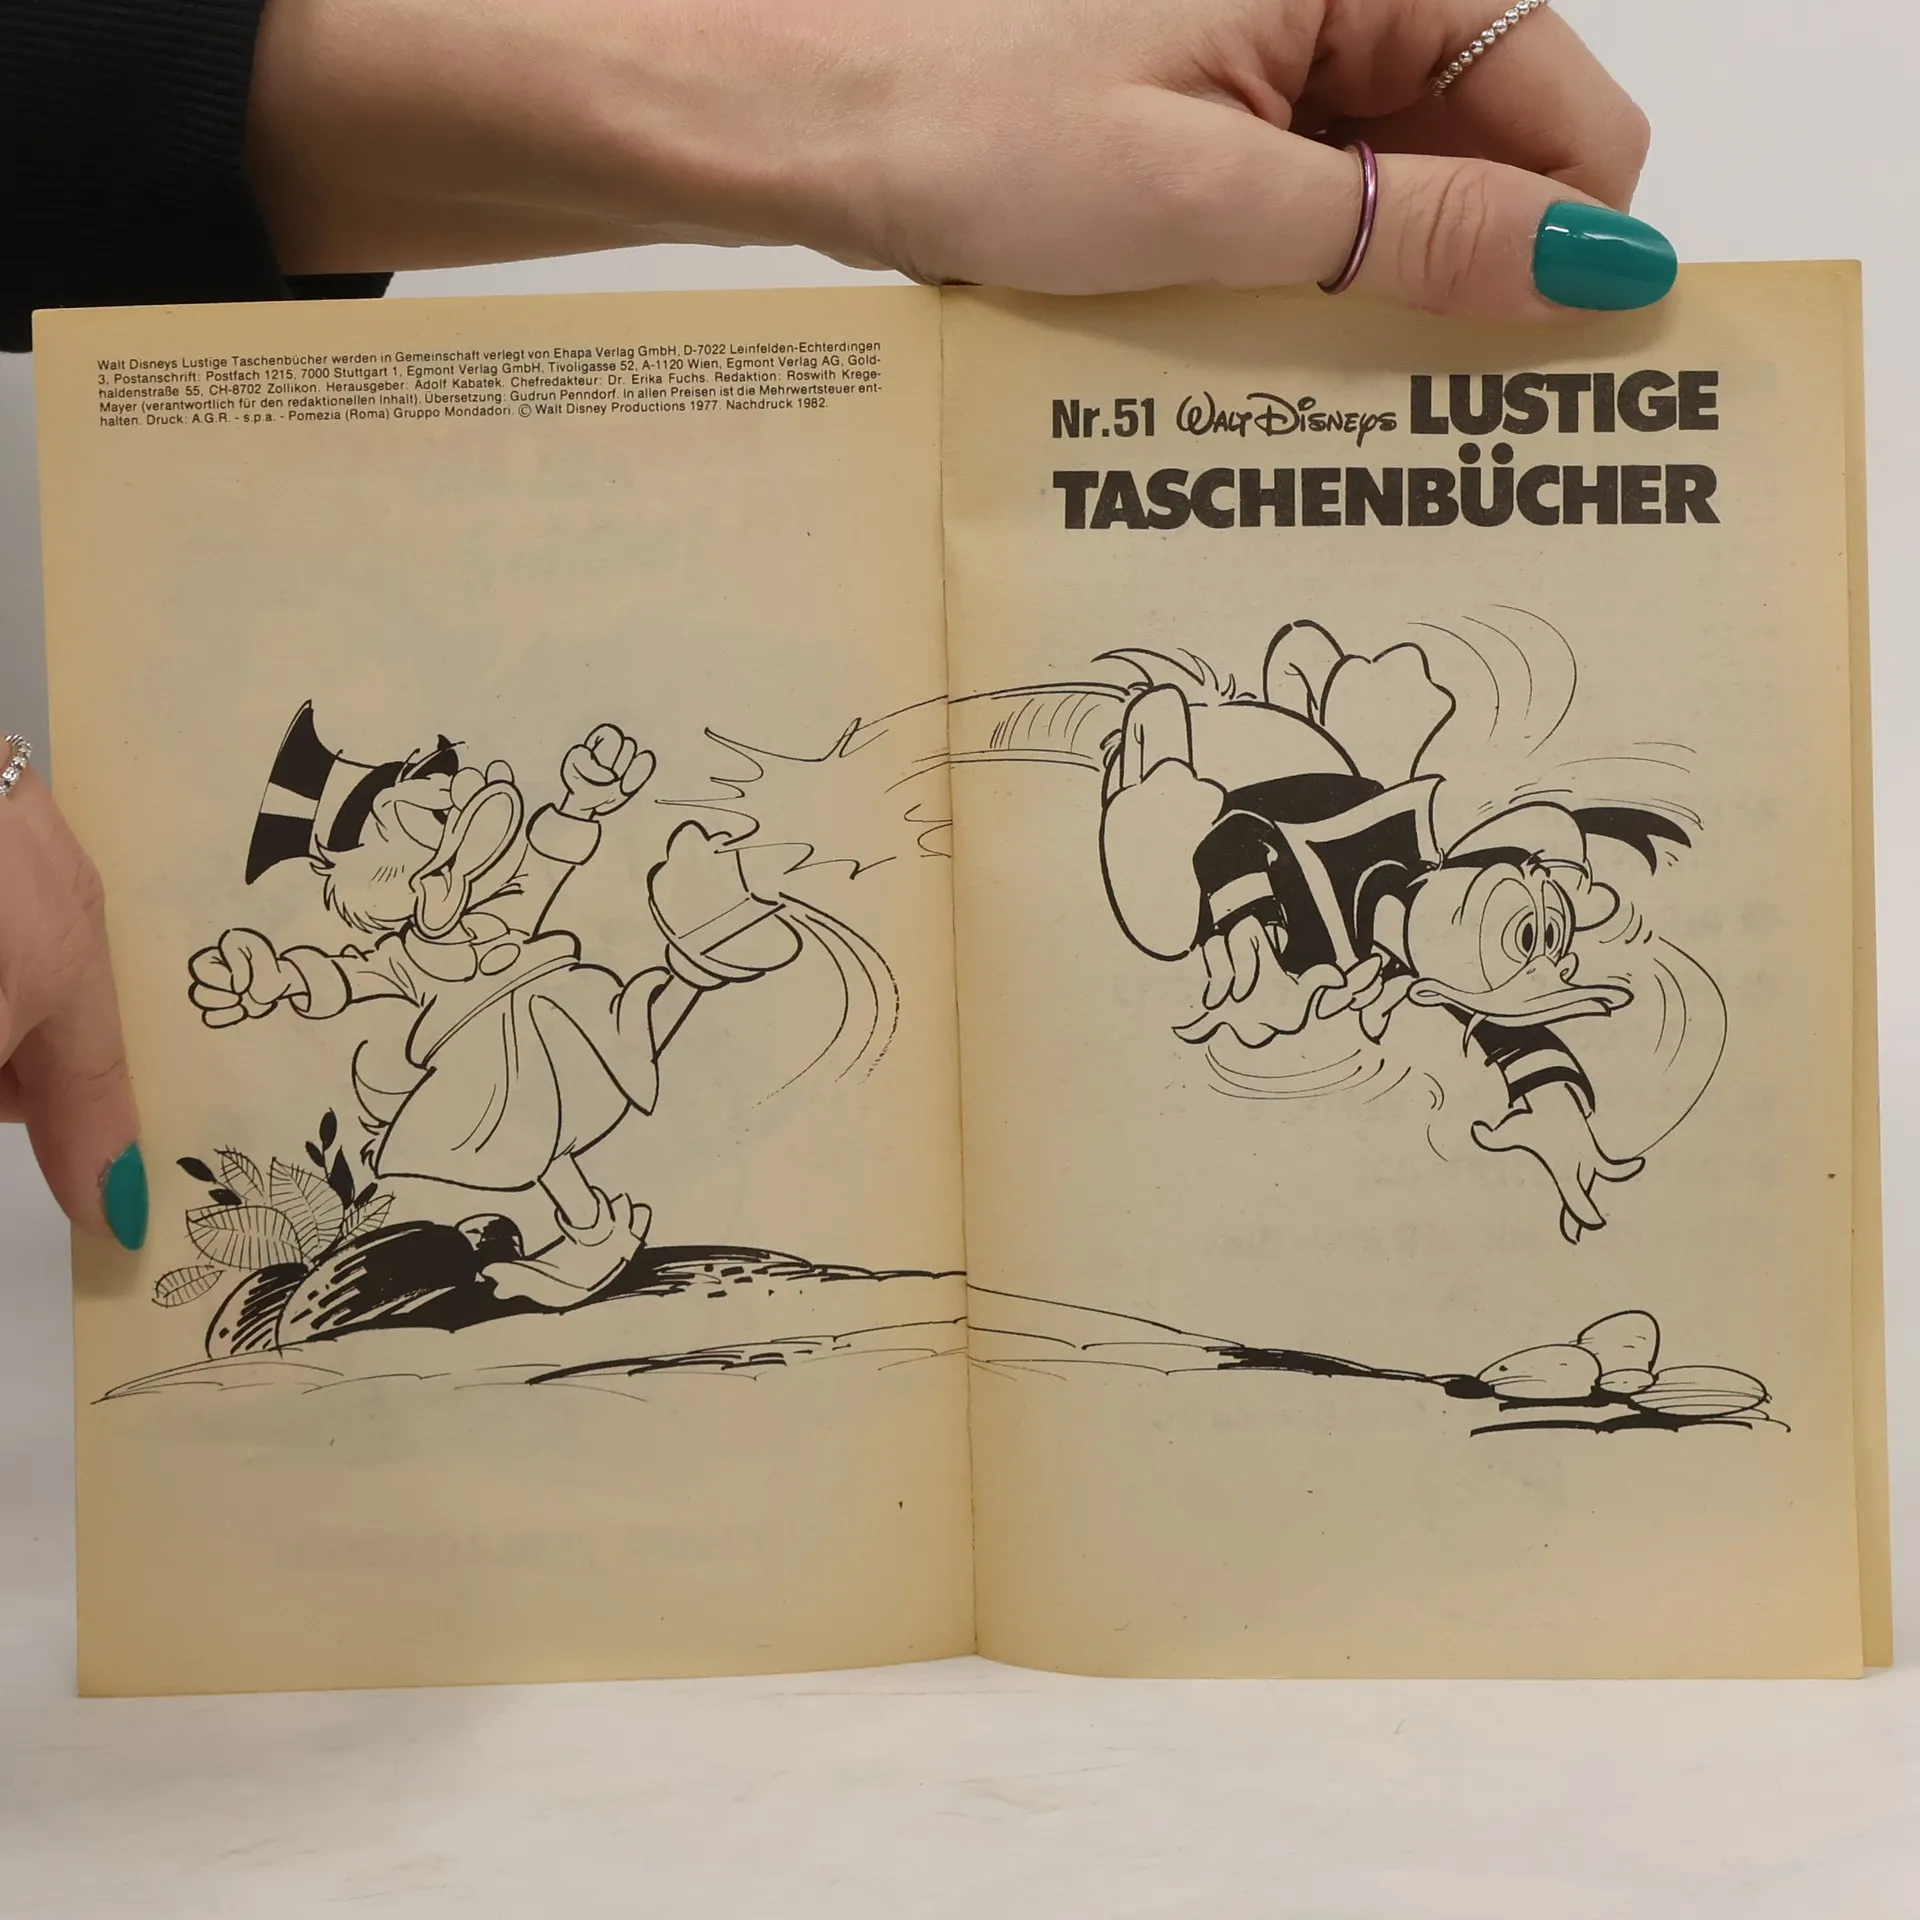 Walt Disneys Lustige Taschenbücher werden in Gemeinschaft verlegt von Ehapa Verlag GmbH, D-7022 Leinfelden-Echterdingen
3, Postanschrift: Postfach 1215, 7000 Stuttgart 1, Egmont Verlag GmbH, Tivoligasse 52, A-1120 Wien, Egmont Verlag AG, Gold-
haldenstraße 55, CH-8702 Zollikon. Herausgeber: Adolf Kabatek. Chefredakteur: Dr. Erika Fuchs. Redaktion: Roswith Krege-
Mayer (verantwortlich für den redaktionellen Inhalt). Übersetzung: Gudrun Penndorf. In allen Preisen ist die Mehrwertsteuer ent-
halten. Druck: A.G.R. - s.p.a. - Pomezia (Roma) Gruppo Mondadori. © Walt Disney Productions 1977. Nachdruck 1982.
Nr.51 Walt Disneys LUSTIGE
TASCHENBÜCHER